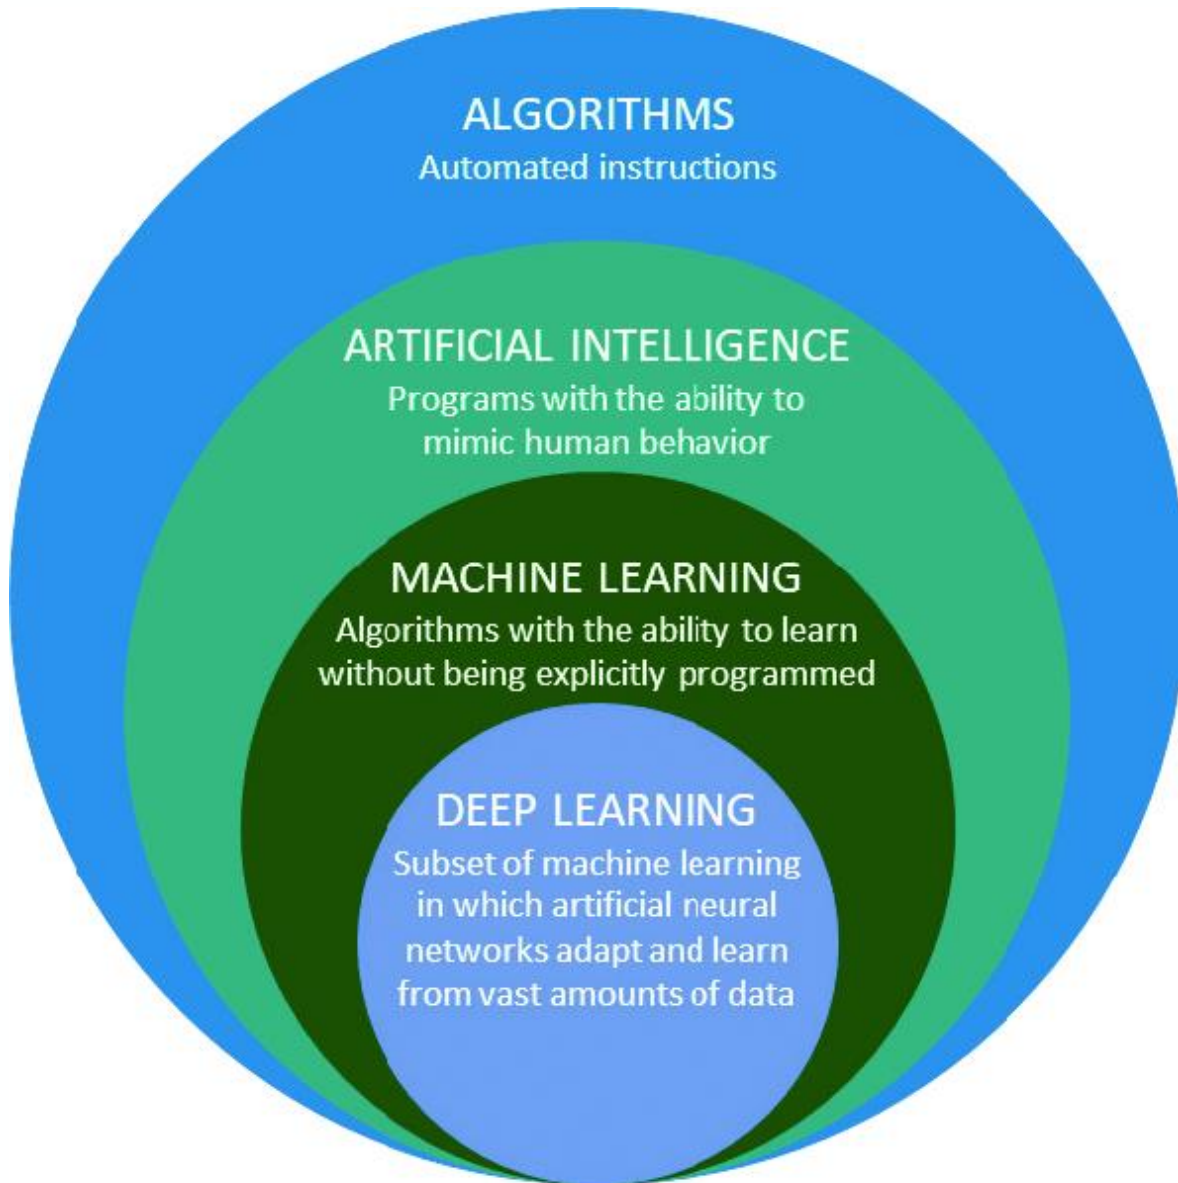 ALGORITHMS
Automated instructions
ARTIFICIAL INTELLIGENCE
Programs with the ability to
mimic human behavior
MACHINE LEARNING
Algorithms with the ability to learn
without being explicitly programmed
DEEP LEARNING
Subset of machine learning
in which artificial neural
networks adapt and learn
from vast amounts of data